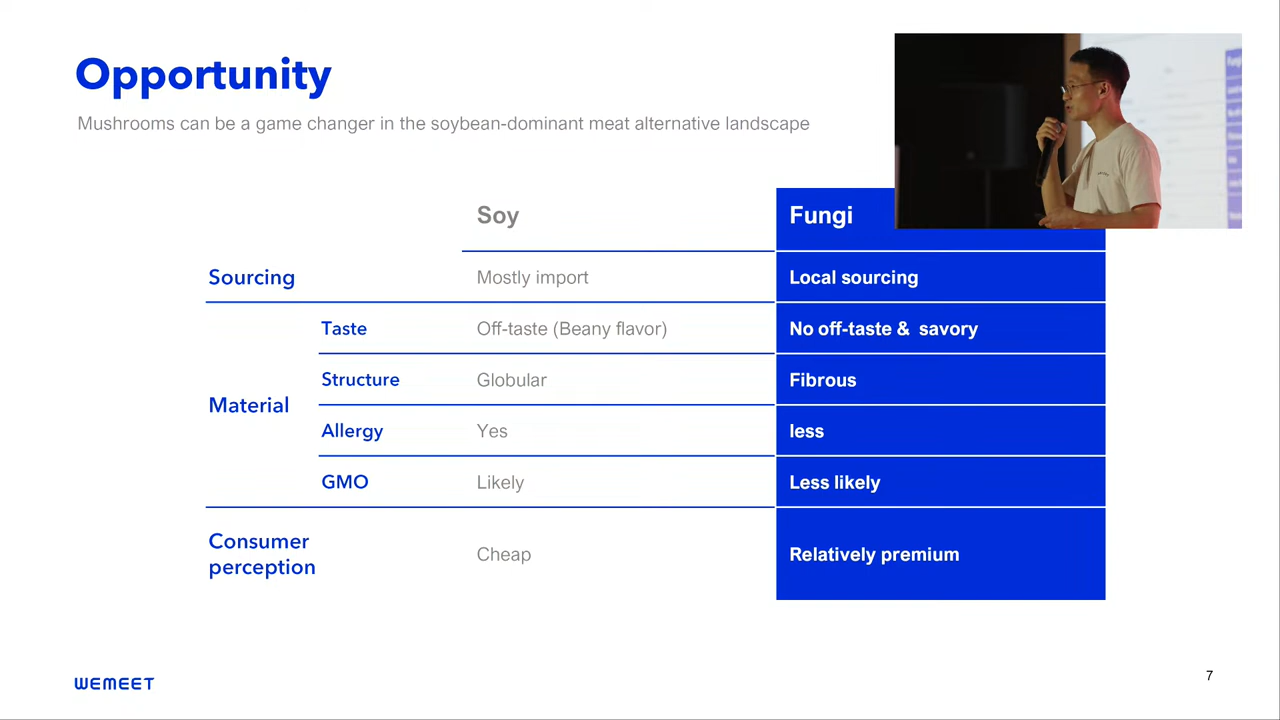 Opportunity
Mushrooms can be a game changer in the soybean-dominant meat alternative landscape
Soy
Fungi
Sourcing
Mostly import
Local sourcing
Material
Taste
Off-taste (Beany flavor)
No off-taste &  savory
Structure
Globular
Fibrous
Allergy
Yes
less
GMO
Likely
Less likely
Consumer
perception
Cheap
Relatively premium
WEMEET
7